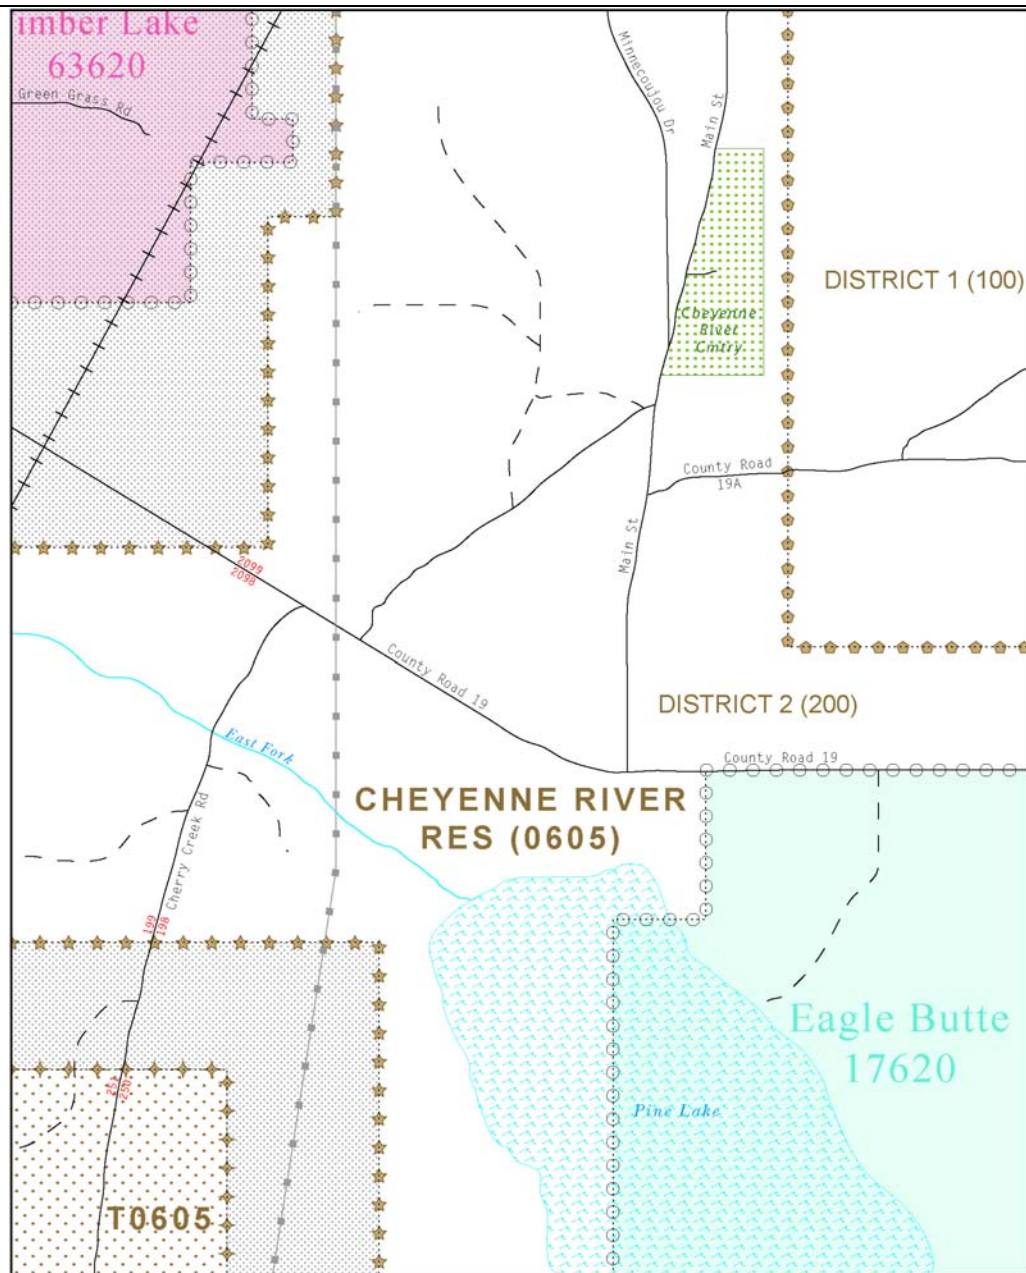 imber Lake
63620
Green Grass Rd
Minnecoujou Dr
Main St
DISTRICT 1 (100)
Cheyenne
River
Cmtry
County Road
19A
Main St
2099
2098
County Road 19
DISTRICT 2 (200)
East Fork
County Road 19
CHEYENNE RIVER
RES (0605)
Cherry Creek Rd
199
198
Eagle Butte
17620
251
250
Pine Lake
T0605